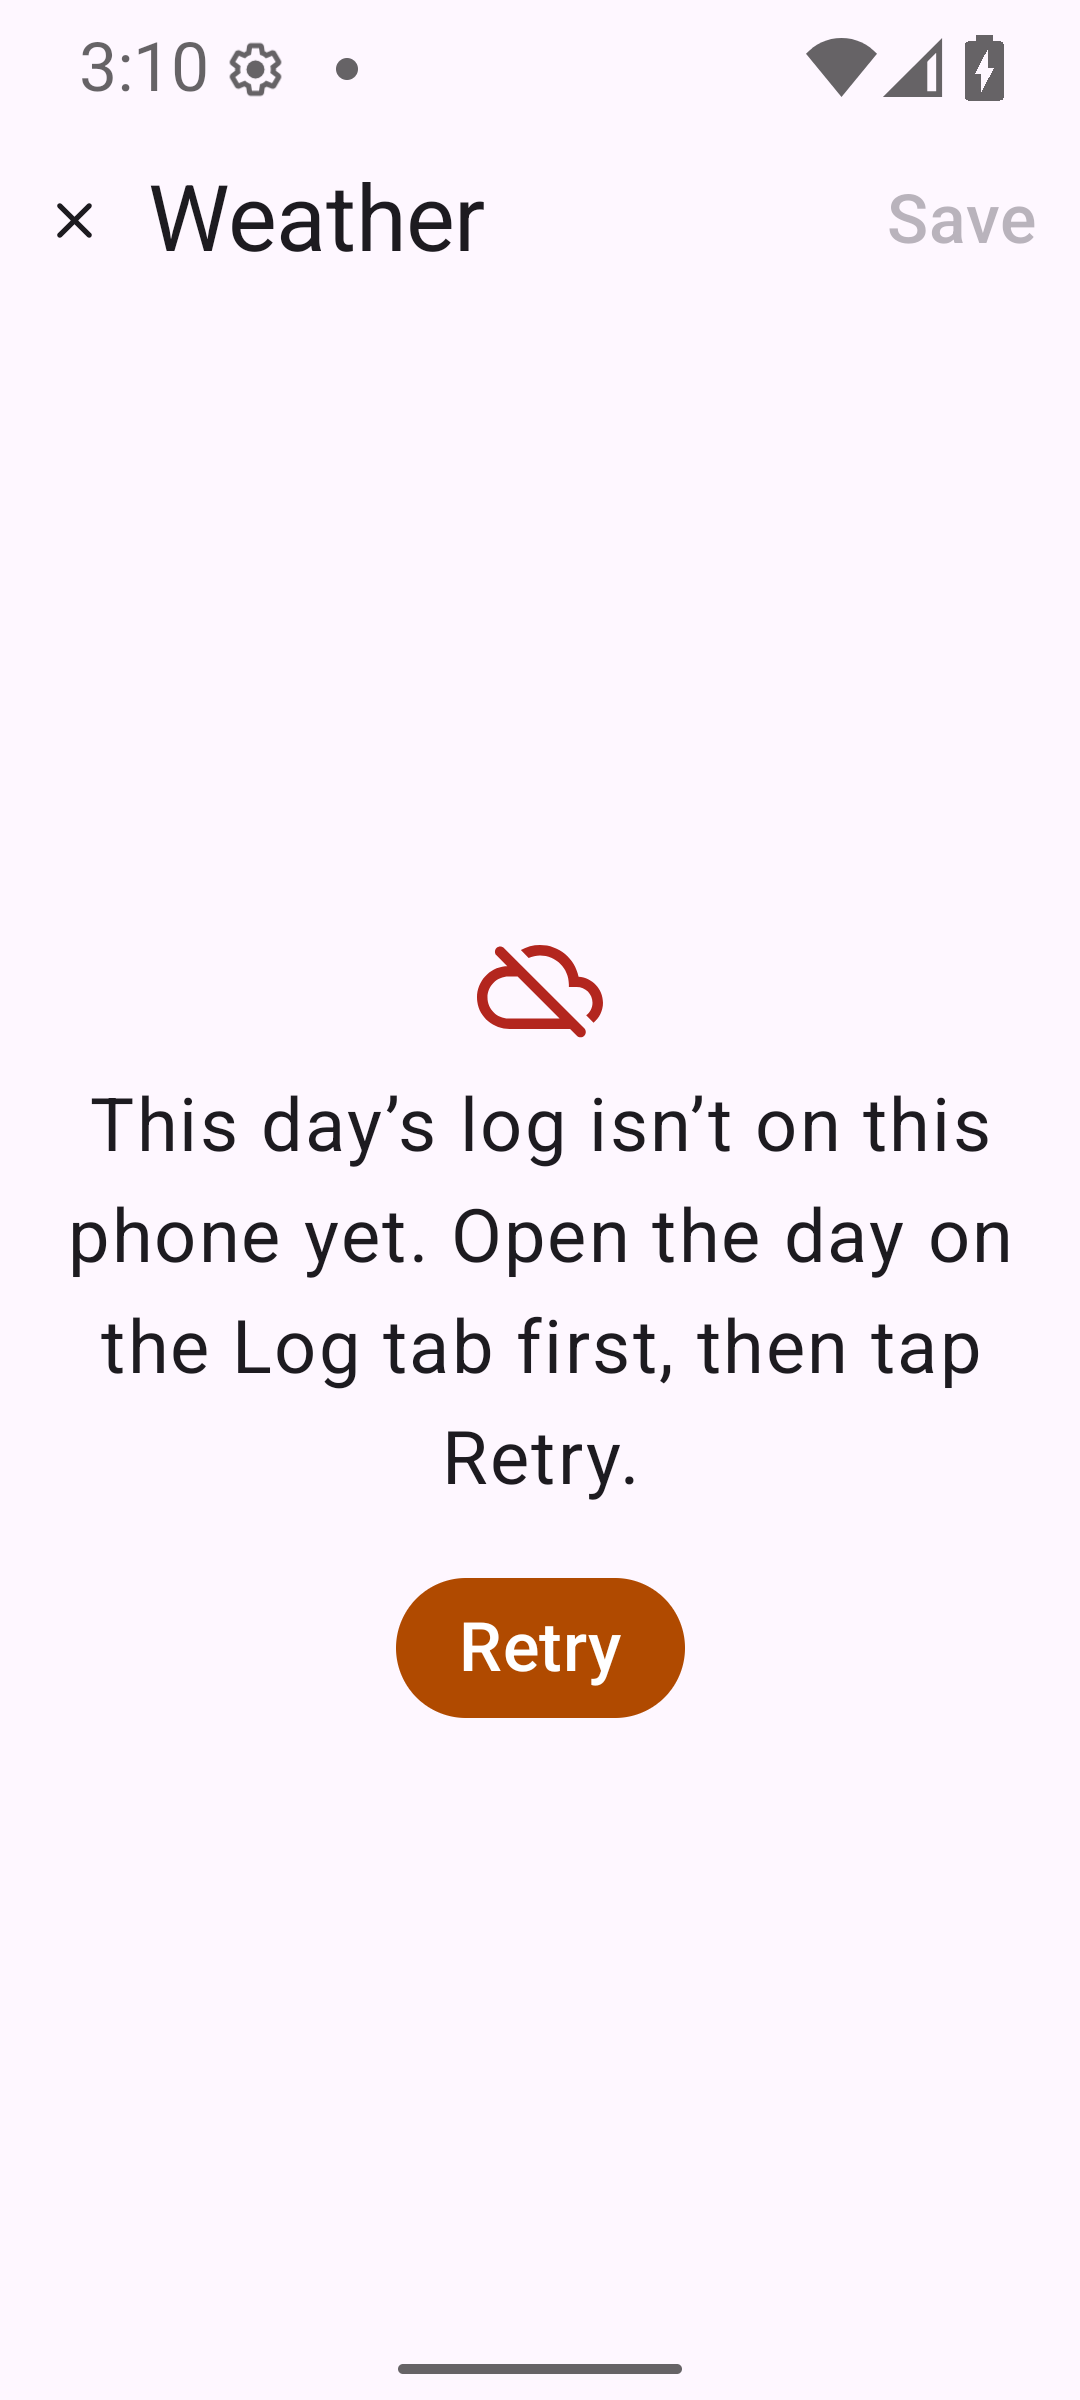 3:10
Weather
Save
This day’s log isn’t on this
phone yet. Open the day on
the Log tab first, then tap
Retry.
Retry